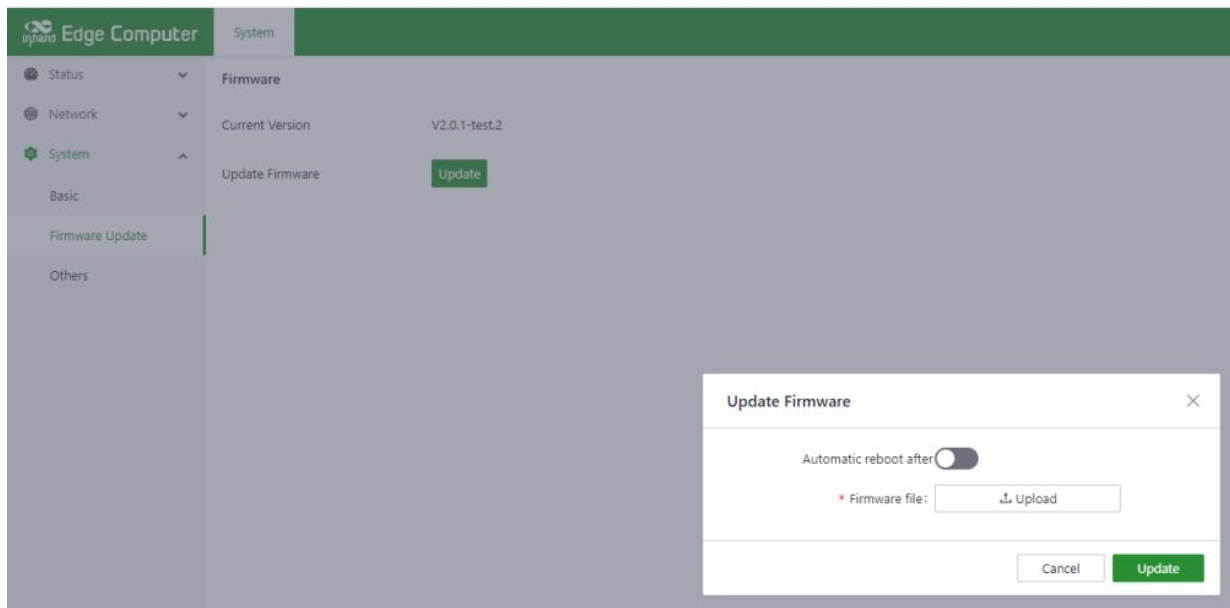 inhand Edge Computer
System
Status
Network
System
Basic
Firmware Update
Others
Firmware
Current Version V2.0.1-test.2
Update Firmware Update
Update Firmware
Automatic reboot after
* Firmware file: Upload
Cancel Update